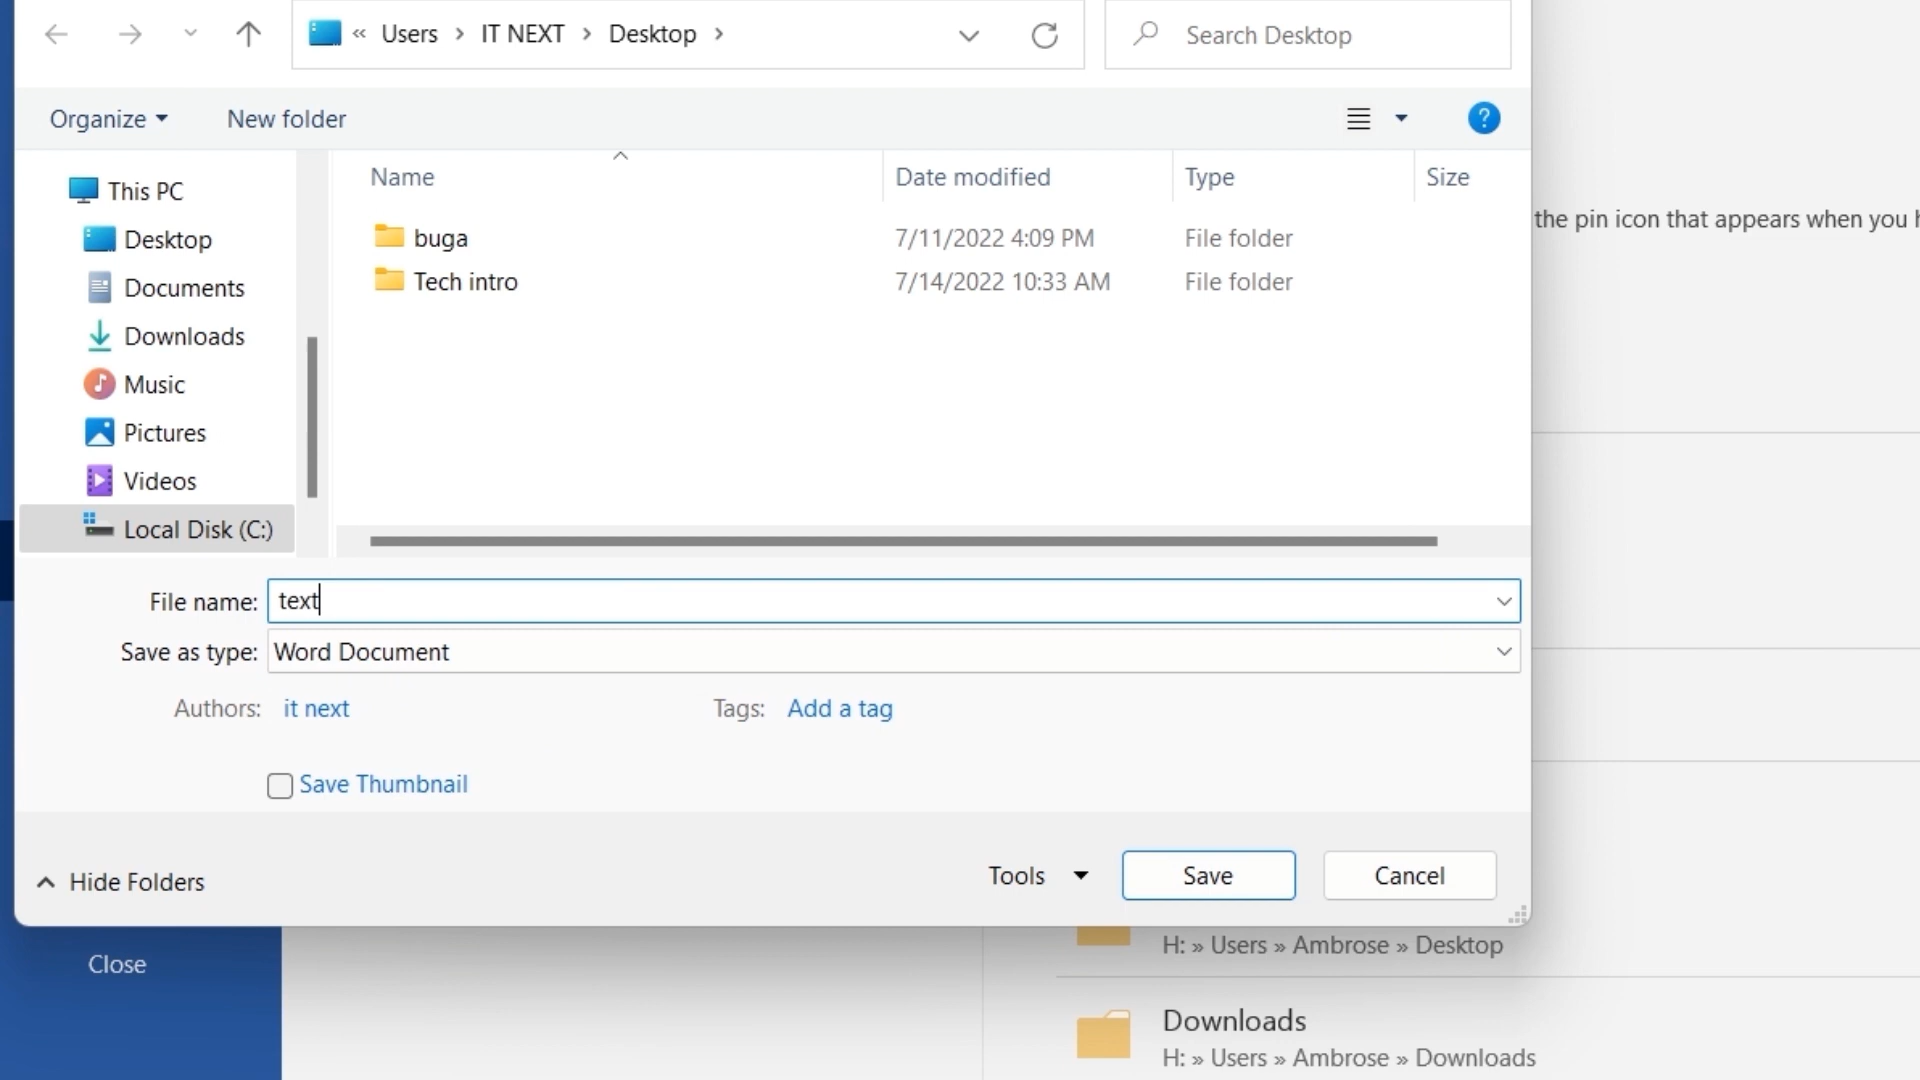 « Users > IT NEXT > Desktop >
Search Desktop
Organize
New folder
?
This PC
Desktop
Documents
Downloads
Music
Pictures
Videos
Local Disk (C:)
Name Date modified Type Size
buga 7/11/2022 4:09 PM File folder
Tech intro 7/14/2022 10:33 AM File folder
the pin icon that appears when you h
File name: text
Save as type: Word Document
Authors: it next Tags: Add a tag
Save Thumbnail
Hide Folders
Tools Save Cancel
Close
H: » Users » Ambrose » Desktop
Downloads
H: » Users » Ambrose » Downloads